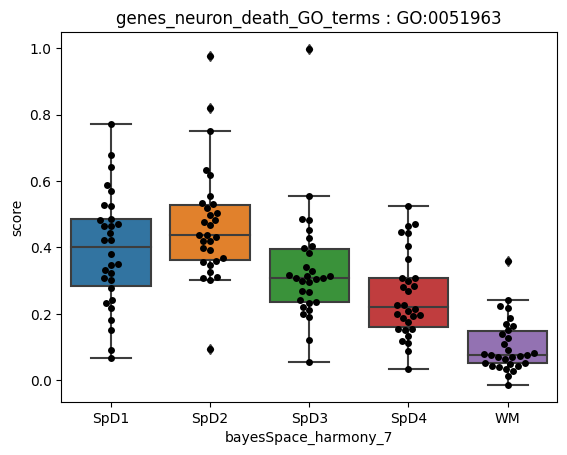 genes_neuron_death_GO_terms : GO:0051963
1.0
0.8
0.6
0.4
0.2
0.0
score
SpD1 SpD2 SpD3 SpD4 WM
bayesSpace_harmony_7